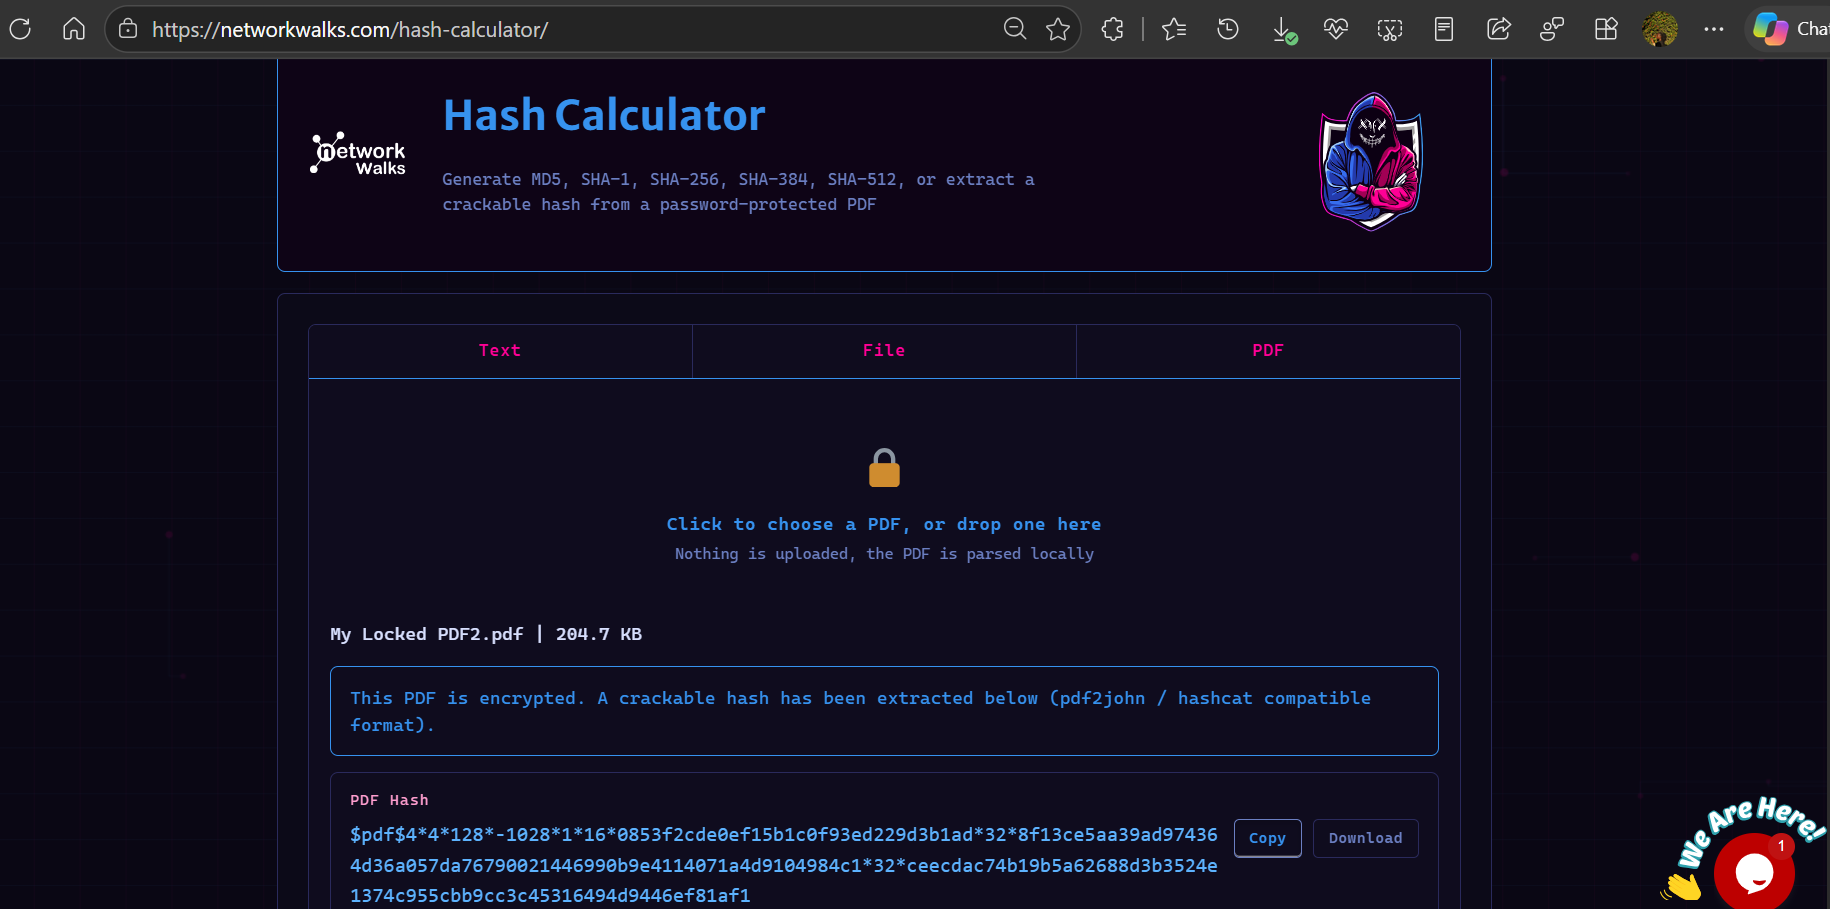 https://networkwalks.com/hash-calculator/
Chat
Hash Calculator
network
Walks
Generate MD5, SHA-1, SHA-256, SHA-384, SHA-512, or extract a
crackable hash from a password-protected PDF
Text
File
PDF
Click to choose a PDF, or drop one here
Nothing is uploaded, the PDF is parsed locally
My Locked PDF2.pdf | 204.7 KB
This PDF is encrypted. A crackable hash has been extracted below (pdf2john / hashcat compatible
format).
PDF Hash
$pdf$4*4*128*-1028*1*16*0853f2cde0ef15b1c0f93ed229d3b1ad*32*8f13ce5aa39ad97436
4d36a057da76790021446990b9e4114071a4d9104984c1*32*ceecdac74b19b5a62688d3b3524e
1374c955cbb9cc3c45316494d9446ef81af1
Copy
Download
We Are Here!
1